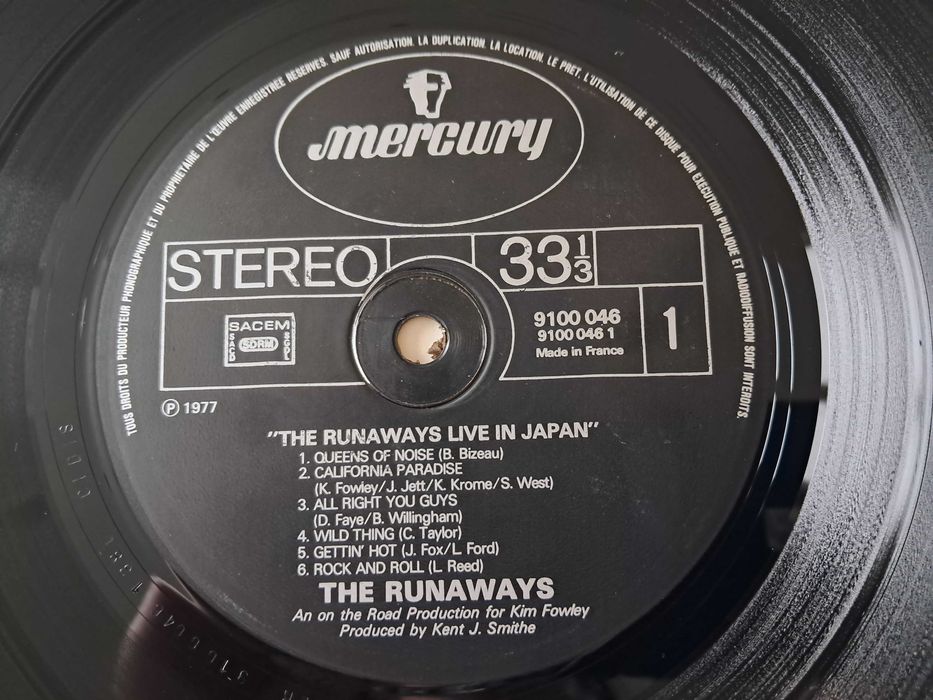 TOUS DROITS DU PRODUCTEUR PHONOGRAPHIQUE ET DU PROPRIETAIRE DE L'ŒUVRE ENREGISTREE RESERVES. SAUF AUTORISATION. LA DUPLICATION. LA LOCATION. LE PRET. L'UTILISATION DE CE DISQUE POUR EXECUTION PUBLIQUE ET RADIODIFFUSION SONT INTERDITS.
mercury
STEREO
33 1/3
SACEM
SACD
SDRM
SGDL
9100 046
9100 046 1
Made in France
1
Ⓟ 1977
"THE RUNAWAYS LIVE IN JAPAN"
1. QUEENS OF NOISE (B. Bizeau)
2. CALIFORNIA PARADISE
(K. Fowley/J. Jett/K. Krome/S. West)
3. ALL RIGHT YOU GUYS
(D. Faye/B. Willingham)
4. WILD THING (C. Taylor)
5. GETTIN' HOT (J. Fox/L. Ford)
6. ROCK AND ROLL (L. Reed)
THE RUNAWAYS
An on the Road Production for Kim Fowley
Produced by Kent J. Smithe